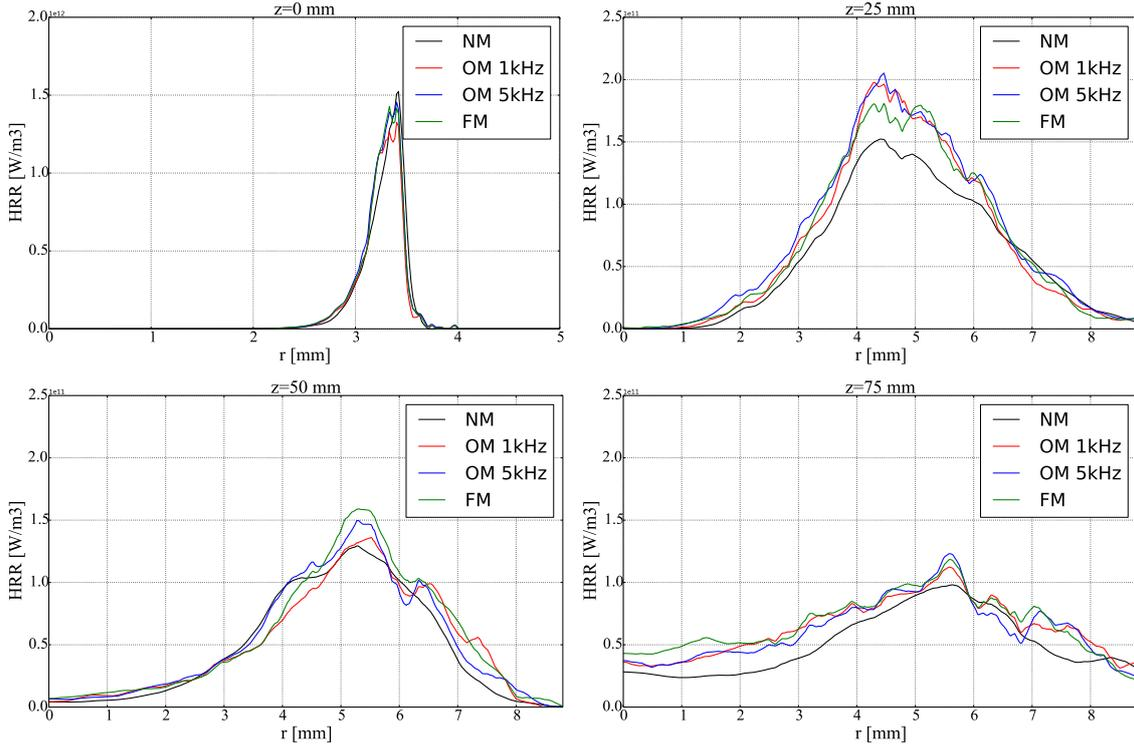 z=0 mm
2.0 1e12
1.5
1.0
0.5
0.0
HRR [W/m3]
NM
OM 1kHz
OM 5kHz
FM
1 2 3 4 5
r [mm]
z=25 mm
2.5 1e11
2.0
1.5
1.0
0.5
0.0
HRR [W/m3]
NM
OM 1kHz
OM 5kHz
FM
0 1 2 3 4 5 6 7 8
r [mm]
z=50 mm
2.5 1e11
2.0
1.5
1.0
0.5
0.0
HRR [W/m3]
NM
OM 1kHz
OM 5kHz
FM
0 1 2 3 4 5 6 7 8
r [mm]
z=75 mm
2.5 1e11
2.0
1.5
1.0
0.5
0.0
HRR [W/m3]
NM
OM 1kHz
OM 5kHz
FM
0 1 2 3 4 5 6 7 8
r [mm]